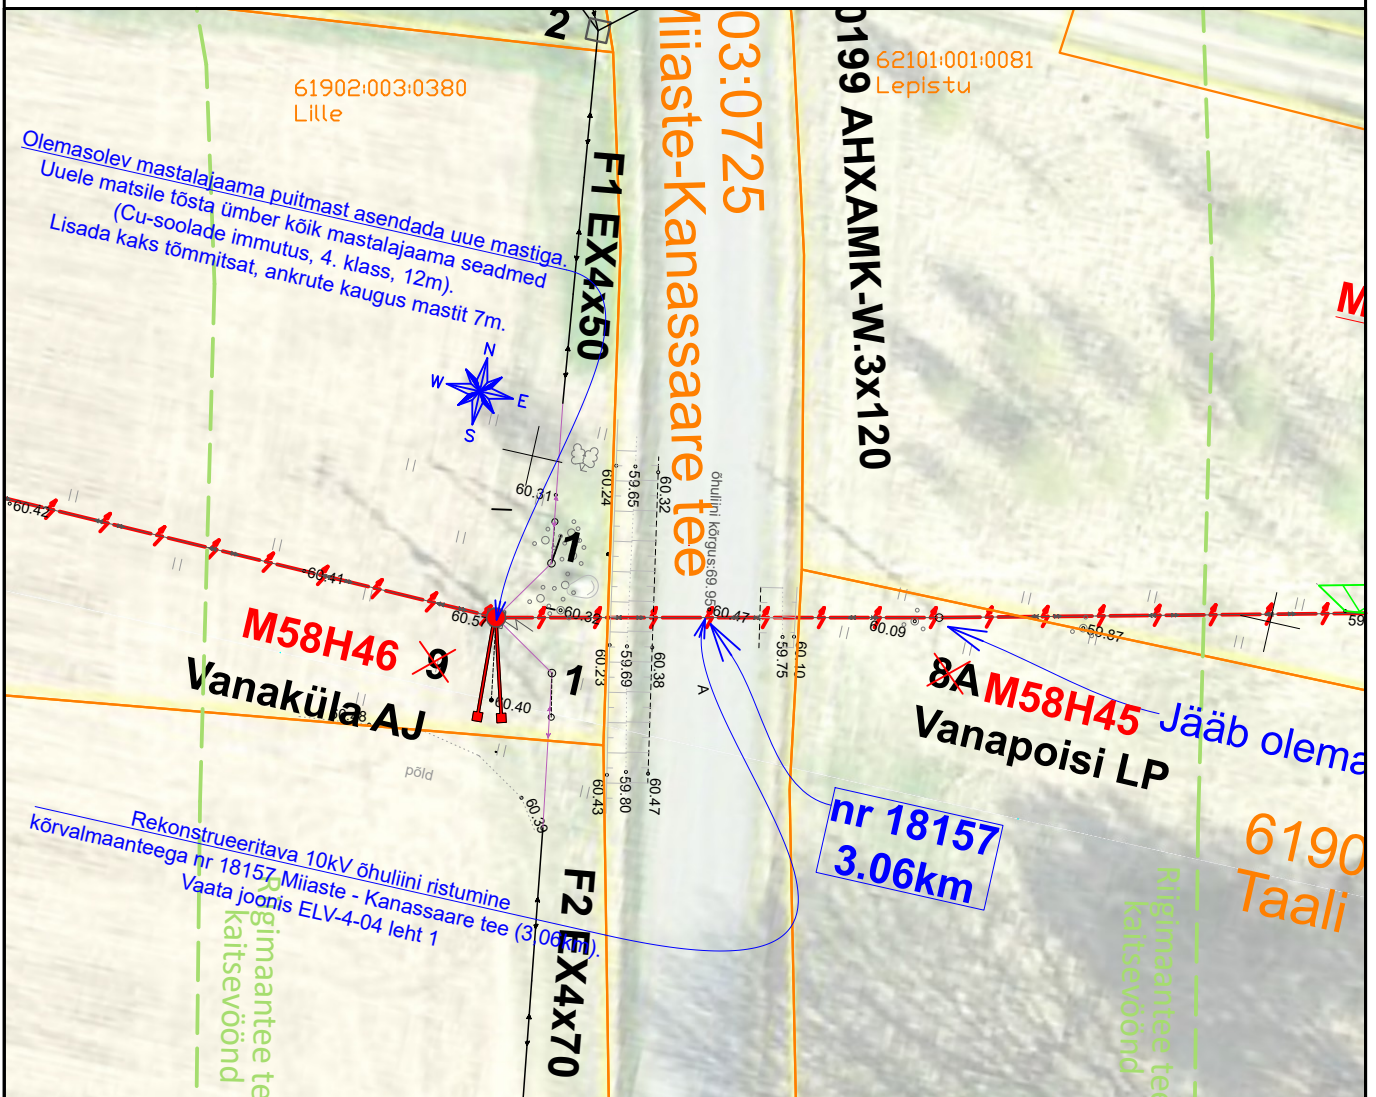 2
61902:003:0380
Lille
03:0725
Miiaste-Kanassaare tee
0199 AHXAMK-W.3x120
62101:001:0081
Lepistu
Olemasolev mastalajaama puitmast asendada uue mastiga.
Uuele matsile tõsta ümber kõik mastalajaama seadmed
(Cu-soolade immutus, 4. klass, 12m).
Lisada kaks tõmmitsat, ankrute kaugus mastit 7m.
F1 EX4x50
N
W
E
S
M
60.31
60.24
59.65
60.32
õhuliini kõrgus:69.95
60.42
60.41
1
60.32
60.47
60.09
59.87
59
M58H46
9
Vanaküla AJ
60.40
1
60.23
59.69
60.38
A
59.75
60.10
8A
M58H45
Vanapoisi LP
Jääb olema
põld
60.39
60.43
59.80
60.47
nr 18157
3.06km
6190
Taali
Rekonstrueeritava 10kV õhuliini ristumine
kõrvalmaanteega nr 18157 Miiaste - Kanassaare tee (3.06km).
Vaata joonis ELV-4-04 leht 1
F2 EX4x70
Riigimaantee tee
kaitsevöönd
Riigimaantee tee
kaitsevöönd